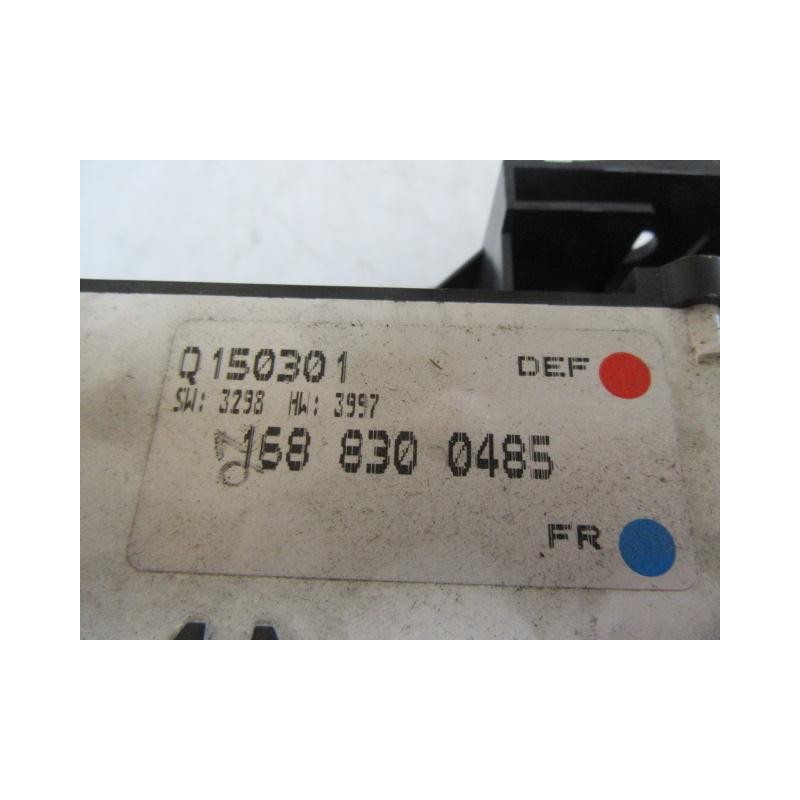 Q150301
DEF
SW: 3298 HW: 3997
168 830 0485
FR